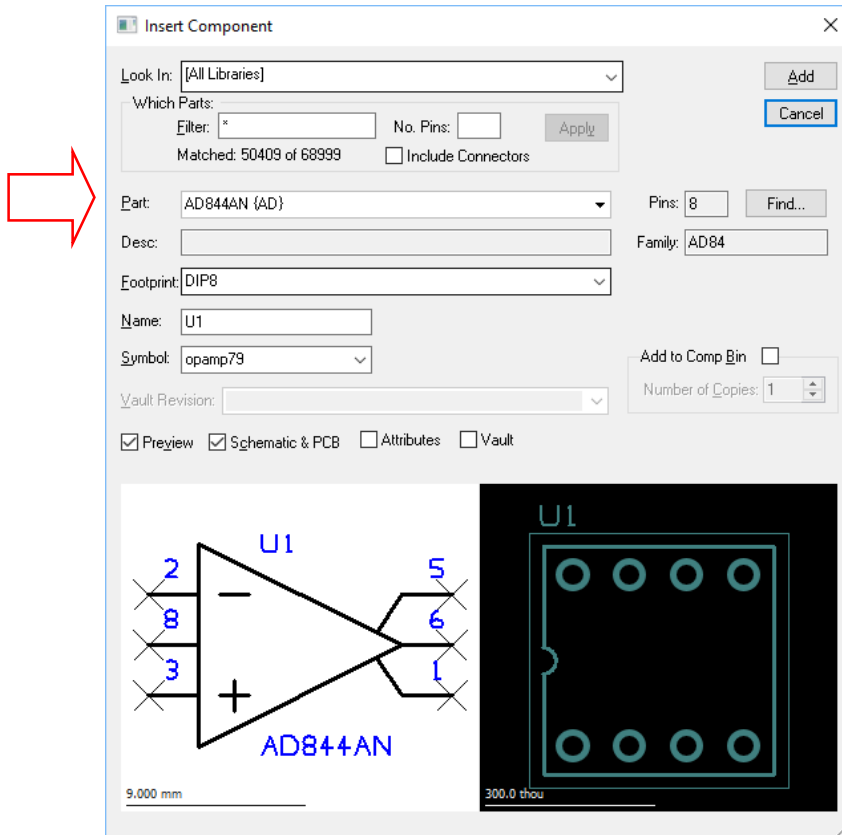 Insert Component
Look In: [All Libraries]
Add
Which Parts:
Cancel
Filter: * No. Pins: Apply
Matched: 50409 of 68999 Include Connectors
Part: AD844AN {AD} Pins: 8 Find...
Desc: Family: AD84
Footprint: DIP8
Name: U1
Symbol: opamp79 Add to Comp Bin
Vault Revision: Number of Copies: 1
Preview Schematic & PCB Attributes Vault
U1
2 5
8 6
3 1
- +
AD844AN
9.000 mm
U1
300.0 thou